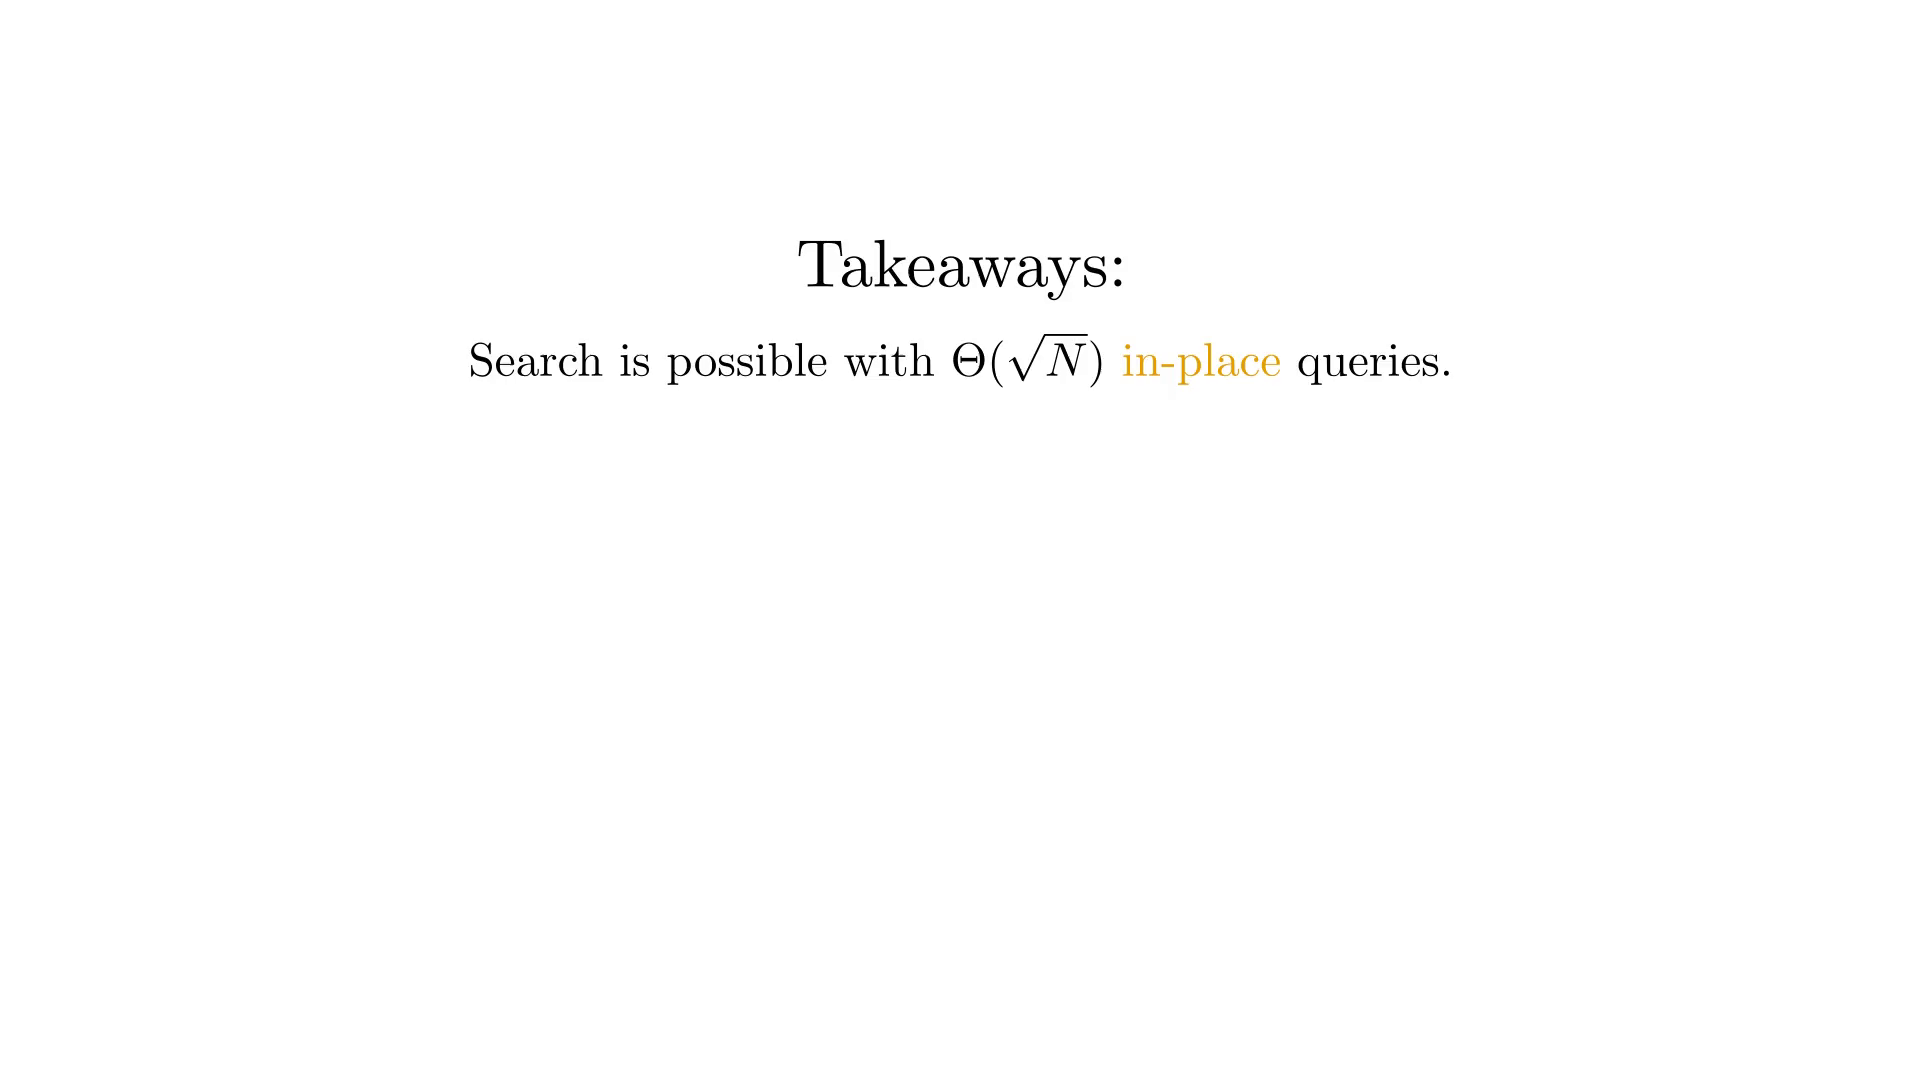 Takeaways:
Search is possible with Θ(√N) in-place queries.